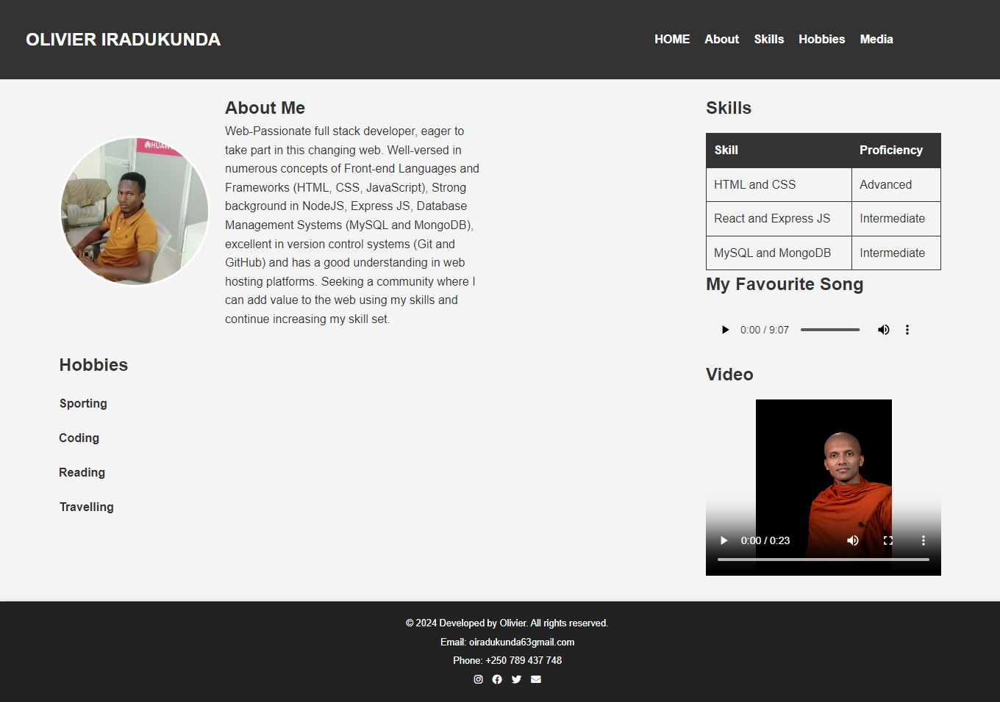 OLIVIER IRADUKUNDA
HOME About Skills Hobbies Media
About Me
Web-Passionate full stack developer, eager to
take part in this changing web. Well-versed in
numerous concepts of Front-end Languages and
Frameworks (HTML, CSS, JavaScript), Strong
background in NodeJS, Express JS, Database
Management Systems (MySQL and MongoDB),
excellent in version control systems (Git and
GitHub) and has a good understanding in web
hosting platforms. Seeking a community where I
can add value to the web using my skills and
continue increasing my skill set.
Hobbies
Sporting
Coding
Reading
Travelling
Skills
Skill Proficiency
HTML and CSS Advanced
React and Express JS Intermediate
MySQL and MongoDB Intermediate
My Favourite Song
0:00 / 9:07
Video
0:00 / 0:23
© 2024 Developed by Olivier. All rights reserved.
Email: oiradukunda63gmail.com
Phone: +250 789 437 748